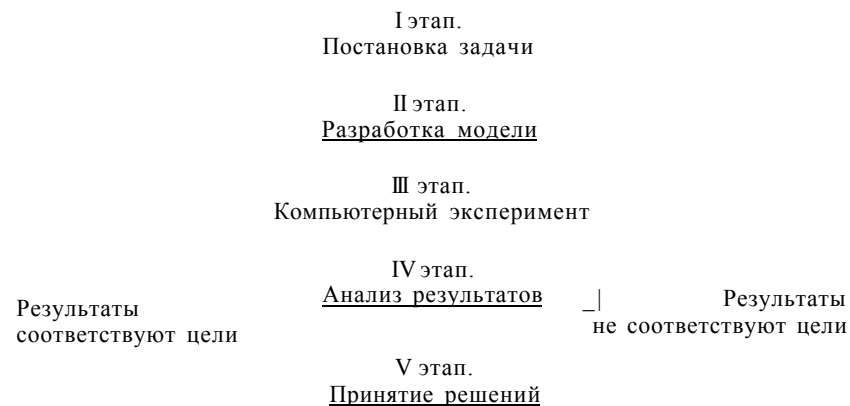 I этап.
Постановка задачи
II этап.
Разработка модели
III этап.
Компьютерный эксперимент
IV этап.
Анализ результатов
Результаты
соответствуют цели
_| Результаты
не соответствуют цели
V этап.
Принятие решений